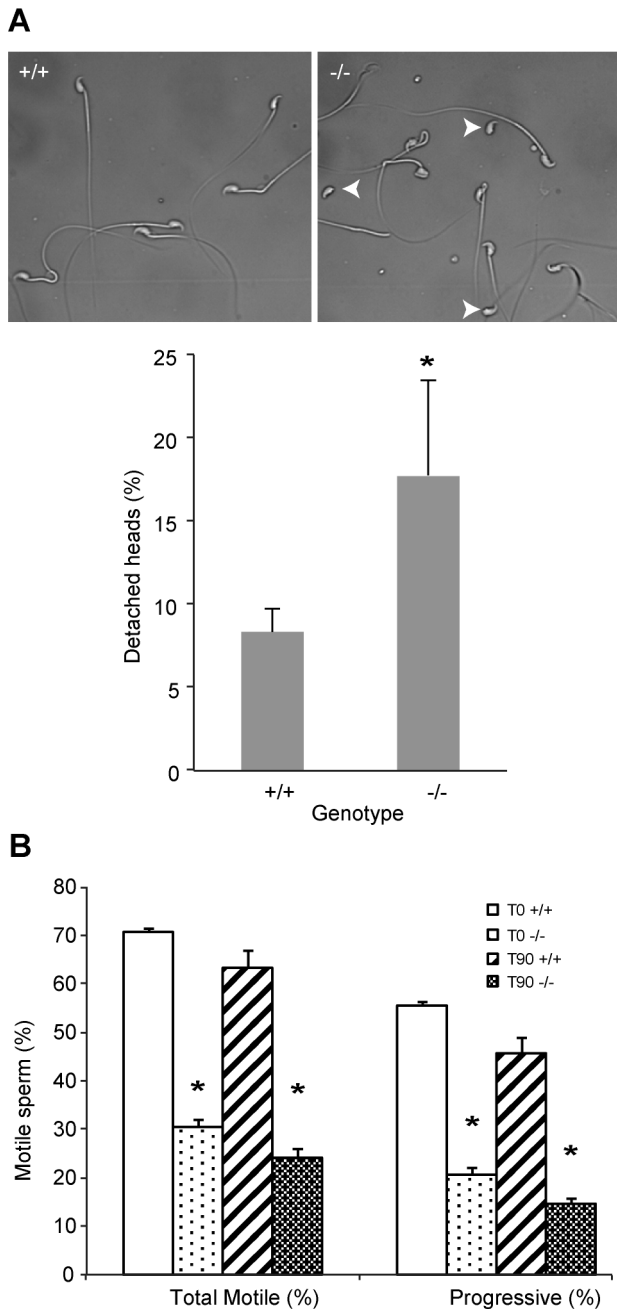 A
+/+
-/-
*
25
20
15
10
5
0
Detached heads (%)
+/+
-/-
Genotype
B
80
70
60
50
40
30
20
10
0
Motile sperm (%)
T0 +/+
T0 -/-
T90 +/+
T90 -/-
*
*
*
*
Total Motile (%)
Progressive (%)